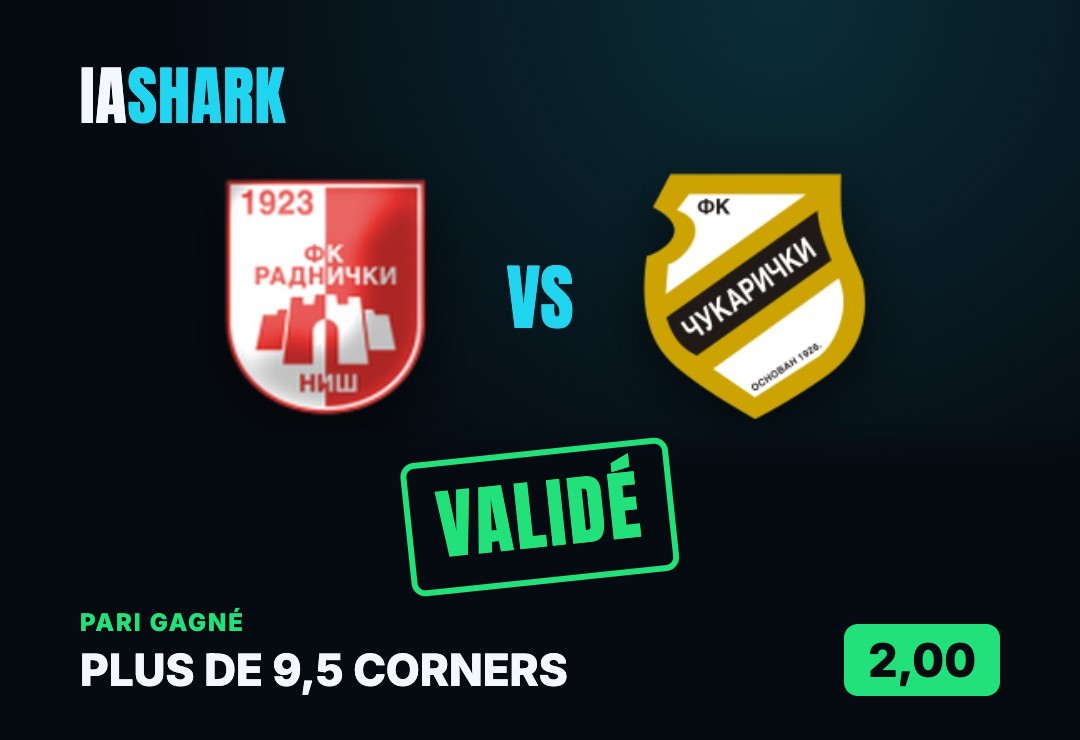 IASHARK
1923
ФК
РАДНИЧКИ
НИШ
VS
ФК
ЧУКАРИЧКИ
ОСНОВАН 1926.
VALIDÉ
PARI GAGNÉ
PLUS DE 9,5 CORNERS
2,00